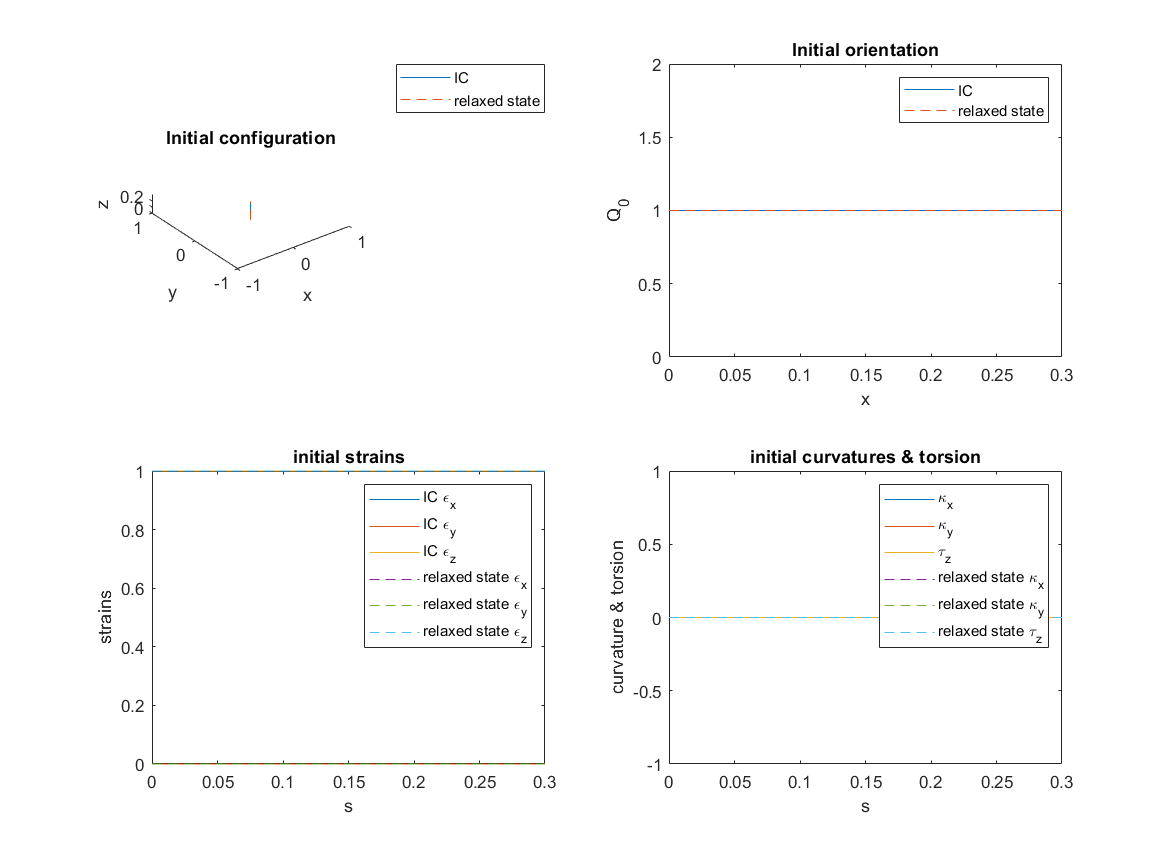 IC
relaxed state
Initial configuration
z
0.2
0
1
0
-1
-1
0
1
y
x
Initial orientation
2
1.5
1
0.5
0
Q0
IC
relaxed state
0
0.05
0.1
0.15
0.2
0.25
0.3
x
initial strains
1
0.8
0.6
0.4
0.2
0
strains
IC ϵx
IC ϵy
IC ϵz
relaxed state ϵx
relaxed state ϵy
relaxed state ϵz
0
0.05
0.1
0.15
0.2
0.25
0.3
s
initial curvatures & torsion
1
0.5
0
-0.5
-1
curvature & torsion
κx
κy
τz
relaxed state κx
relaxed state κy
relaxed state τz
0
0.05
0.1
0.15
0.2
0.25
0.3
s